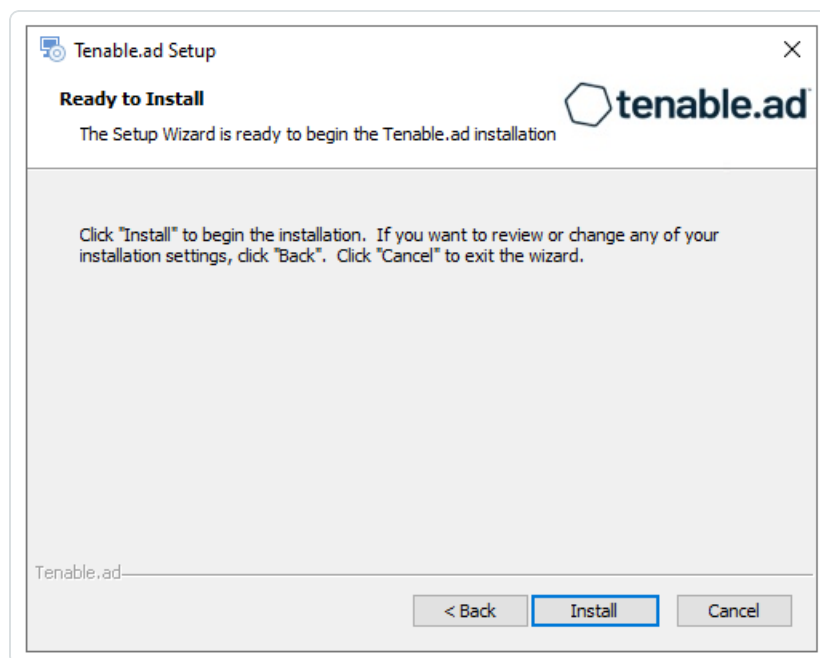 Tenable.ad Setup
Ready to Install
tenable.ad
The Setup Wizard is ready to begin the Tenable.ad installation
Click "Install" to begin the installation.  If you want to review or change any of your
installation settings, click "Back".  Click "Cancel" to exit the wizard.
Tenable.ad
< Back
Install
Cancel